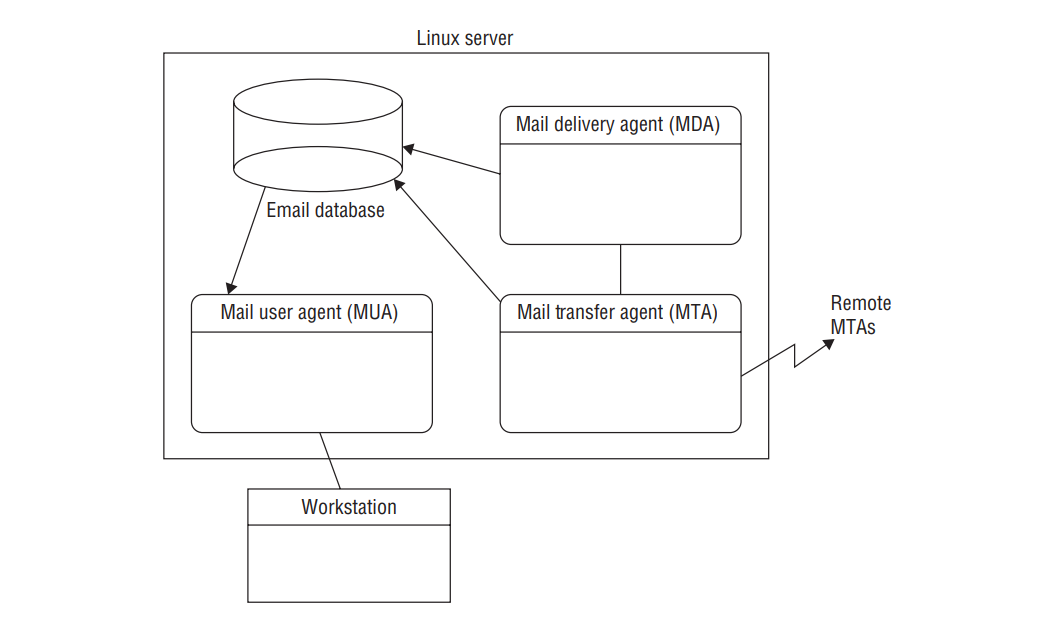 Linux server
Mail delivery agent (MDA)
Email database
Mail user agent (MUA)
Mail transfer agent (MTA)
Remote
MTAs
Workstation